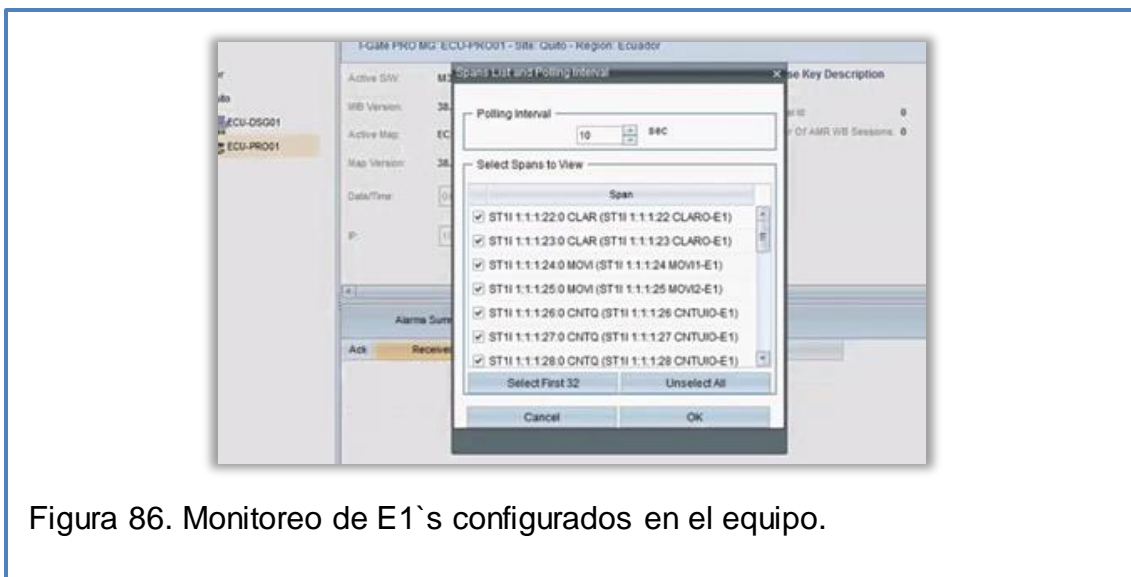 I-Gate PRO MG: ECU-PRO01 - Site: Quito - Region: Ecuador
Active S/W:
WB Version: 38.
Active Map: EC
Map Version: 38.
Date/Time:
IP:
ECU-DSG01
ECU-PRO01
Spans List and Polling Interval
se Key Description
0
r Of AMR WB Sessions: 0
Polling Interval
10 sec
Select Spans to View
Span
ST1I 1:1:1:22:0 CLAR (ST1I 1:1:1:22 CLARO-E1)
ST1I 1:1:1:23:0 CLAR (ST1I 1:1:1:23 CLARO-E1)
ST1I 1:1:1:24:0 MOVI (ST1I 1:1:1:24 MOVI1-E1)
ST1I 1:1:1:25:0 MOVI (ST1I 1:1:1:25 MOVI2-E1)
ST1I 1:1:1:26:0 CNTQ (ST1I 1:1:1:26 CNTUIO-E1)
ST1I 1:1:1:27:0 CNTQ (ST1I 1:1:1:27 CNTUIO-E1)
ST1I 1:1:1:28:0 CNTQ (ST1I 1:1:1:28 CNTUIO-E1)
Select First 32 Unselect All
Cancel OK
Alarms Sum
Ack Receive
Figura 86. Monitoreo de E1`s configurados en el equipo.